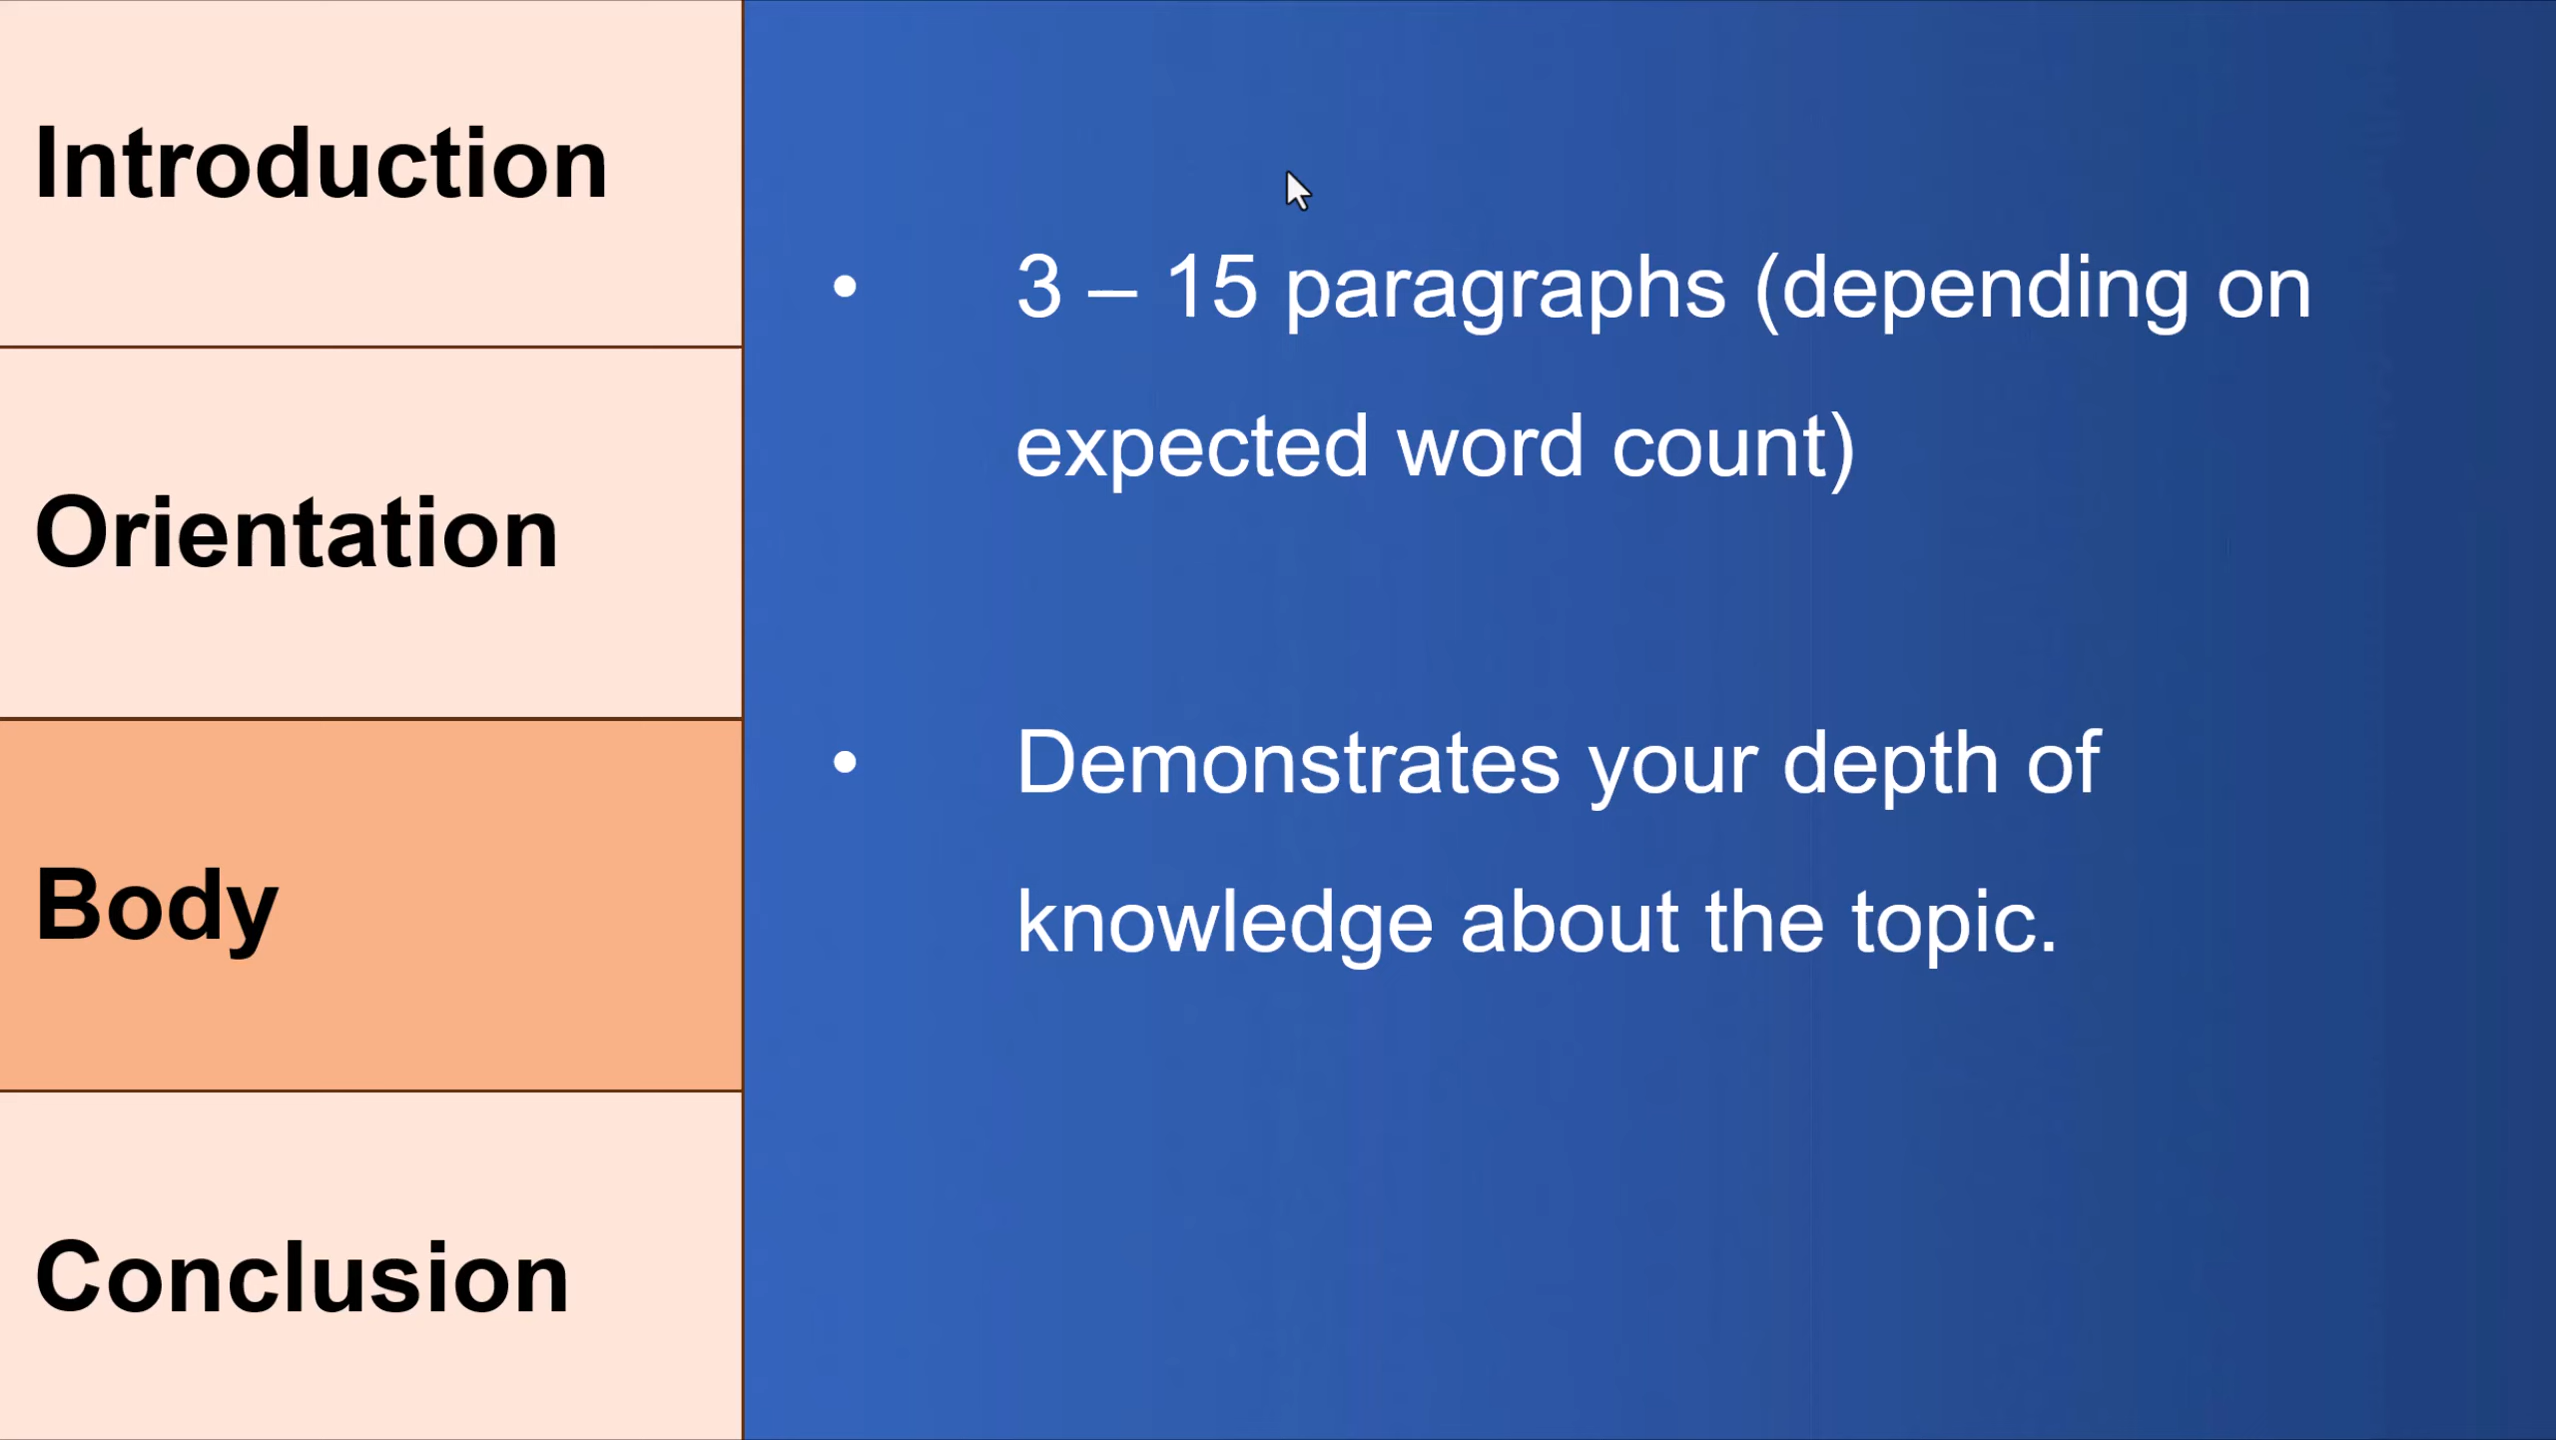 Introduction
Orientation
Body
Conclusion
• 3 – 15 paragraphs (depending on
expected word count)
• Demonstrates your depth of
knowledge about the topic.